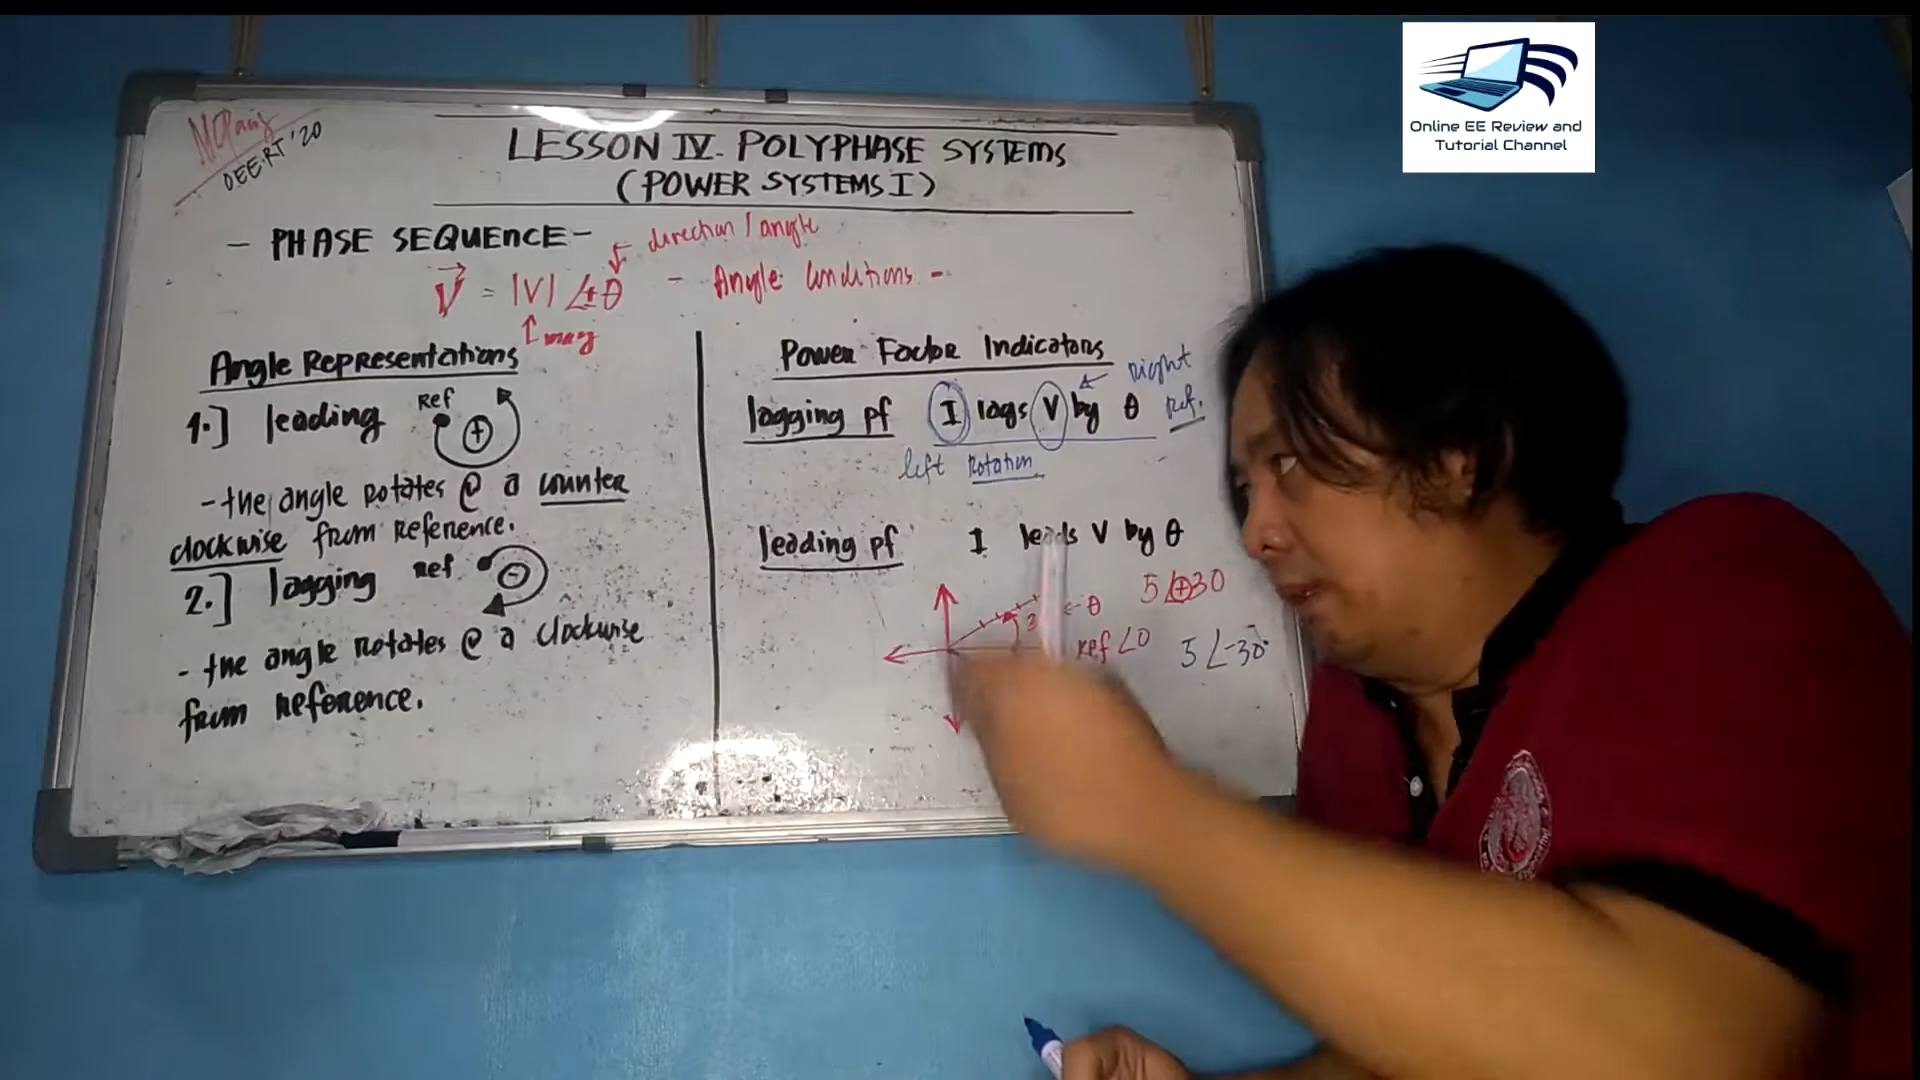 OEE.RT '20
LESSON IV. POLYPHASE SYSTEMS
(POWER SYSTEMS I)
- PHASE SEQUENCE -
direction / angle
V = |V| ∠±θ
mag
- Angle Conditions -
Angle Representations
1.] leading
Ref
+
- the angle rotates @ a counter
clockwise from reference.
2.] lagging
ref
-
- the angle rotates @ a clockwise
from reference.
Power Factor Indicators
right
lagging pf I lags V by θ
Ref.
left Rotation
leading pf I leads V by θ
θ
5∠+30
ref ∠0
5∠-30°
Online EE Review and
Tutorial Channel